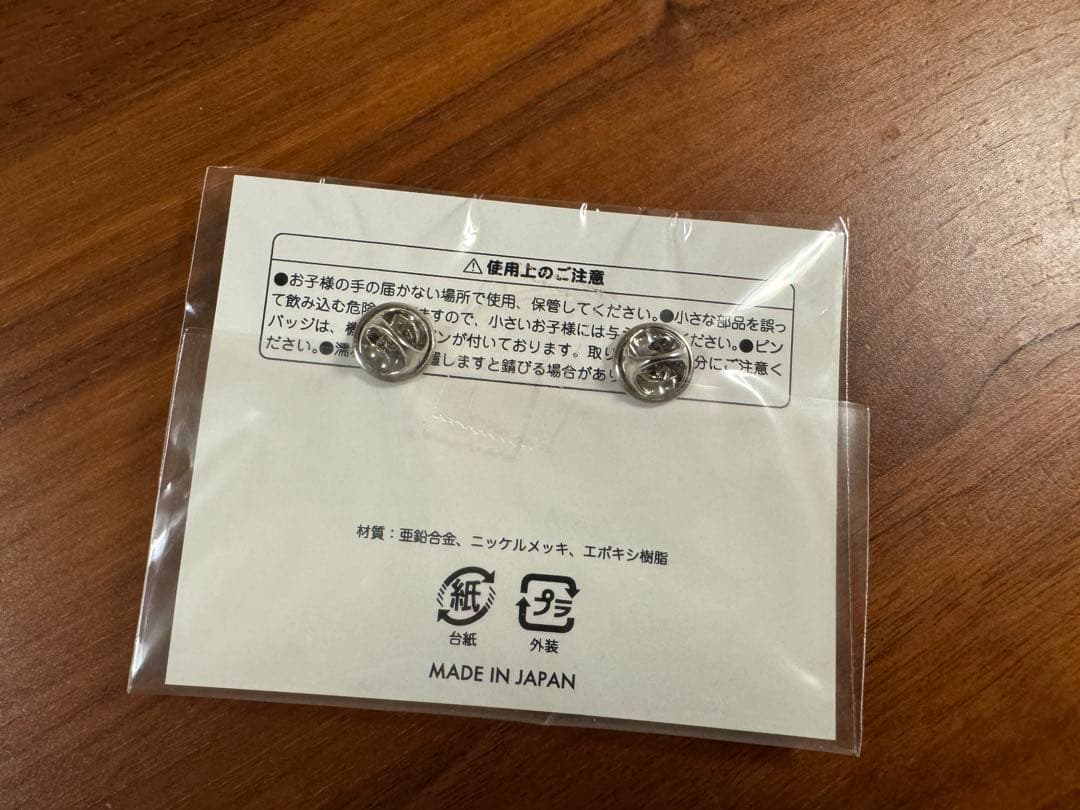 ⚠使用上のご注意
●お子様の手の届かない場所で使用、保管してください。●小さな部品を誤っ
て飲み込む危険 ますので、小さいお子様には与え ください。●ピン
バッジは、 が付いております。取り 分にご注意く
ださい。●濡 置しますと錆びる場合があり
材質：亜鉛合金、ニッケルメッキ、エポキシ樹脂
紙
プラ
台紙
外装
MADE IN JAPAN